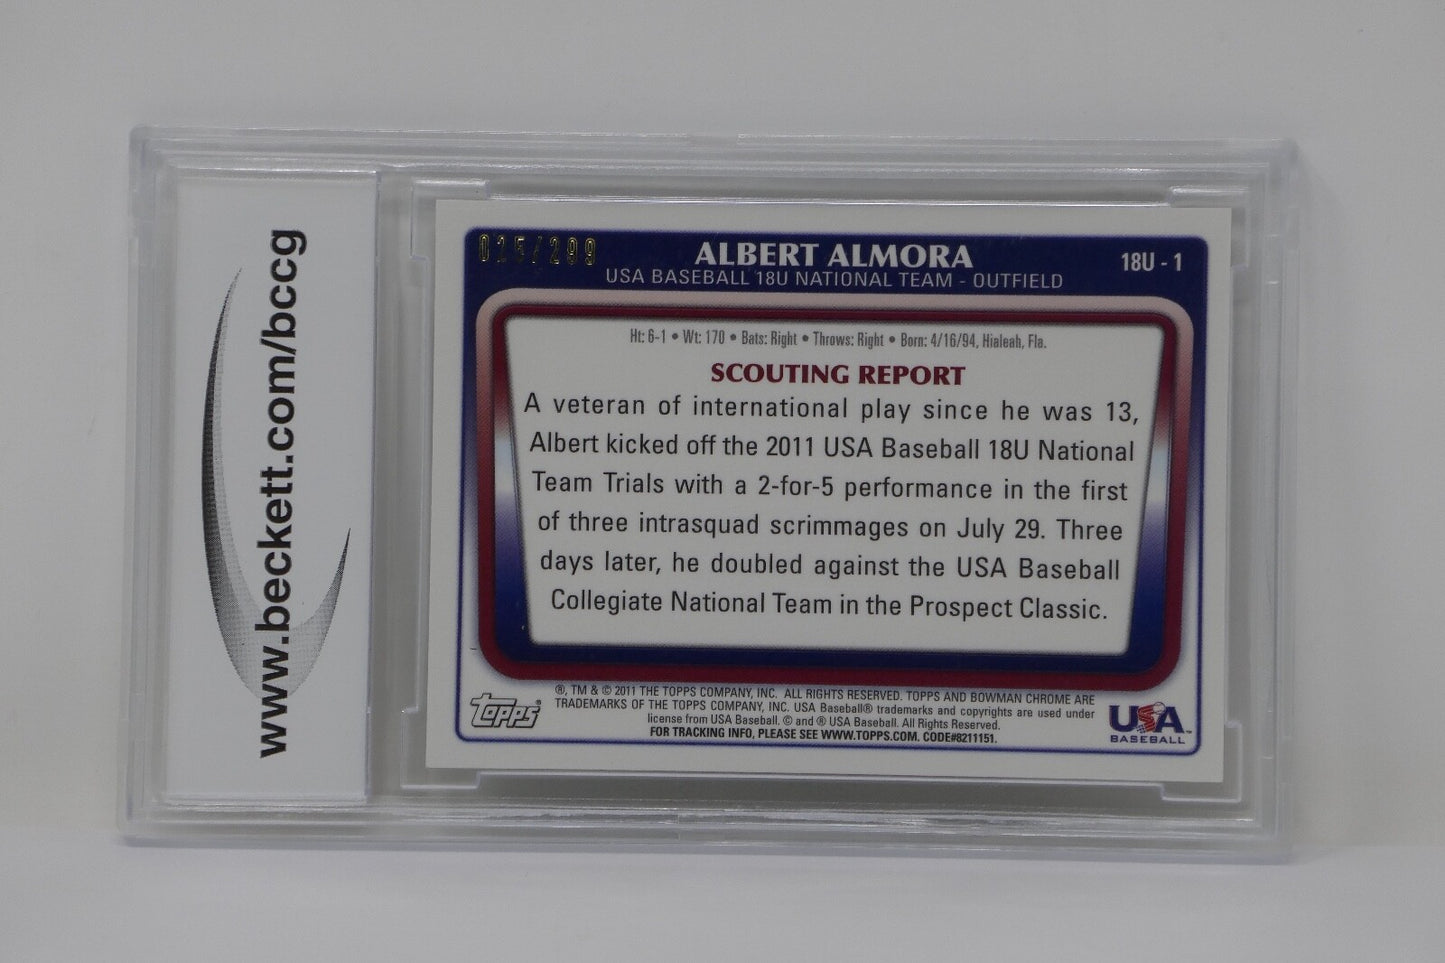 www.beckett.com/bccg
025/299
ALBERT ALMORA
18U - 1
USA BASEBALL 18U NATIONAL TEAM - OUTFIELD
Ht: 6-1 • Wt: 170 • Bats: Right • Throws: Right • Born: 4/16/94, Hialeah, Fla.
SCOUTING REPORT
A veteran of international play since he was 13,
Albert kicked off the 2011 USA Baseball 18U National
Team Trials with a 2-for-5 performance in the first
of three intrasquad scrimmages on July 29. Three
days later, he doubled against the USA Baseball
Collegiate National Team in the Prospect Classic.
Topps®
®, TM & © 2011 THE TOPPS COMPANY, INC. ALL RIGHTS RESERVED. TOPPS AND BOWMAN CHROME ARE
TRADEMARKS OF THE TOPPS COMPANY, INC. USA Baseball® trademarks and copyrights are used under
license from USA Baseball. © and ® USA Baseball. All Rights Reserved.
FOR TRACKING INFO, PLEASE SEE WWW.TOPPS.COM. CODE#8211151.
USA
BASEBALL™